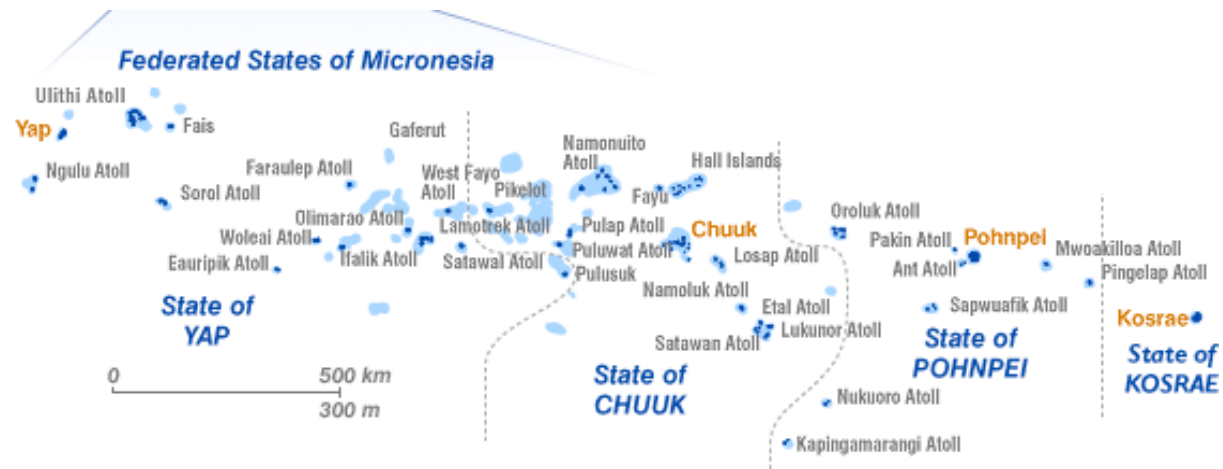 Federated States of Micronesia
Ulithi Atoll
Yap
Fais
Ngulu Atoll
Sorol Atoll
Gaferut
Faraulep Atoll
West Fayo
Atoll
Pikelot
Namonuito
Atoll
Hall Islands
Fayu
Olimarao Atoll
Lamotrek Atoll
Pulap Atoll
Chuuk
Woleai Atoll
Ifalik Atoll
Satawal Atoll
Puluwat Atoll
Losap Atoll
Eauripik Atoll
Pulusuk
Namoluk Atoll
Etal Atoll
Satawan Atoll
Lukunor Atoll
Oroluk Atoll
Pakin Atoll
Pohnpei
Ant Atoll
Mwoakilloa Atoll
Pingelap Atoll
Sapwuafik Atoll
Kosrae
State of
YAP
State of
CHUUK
State of
POHNPEI
State of
KOSRAE
Nukuoro Atoll
Kapingamarangi Atoll
0 500 km
300 m